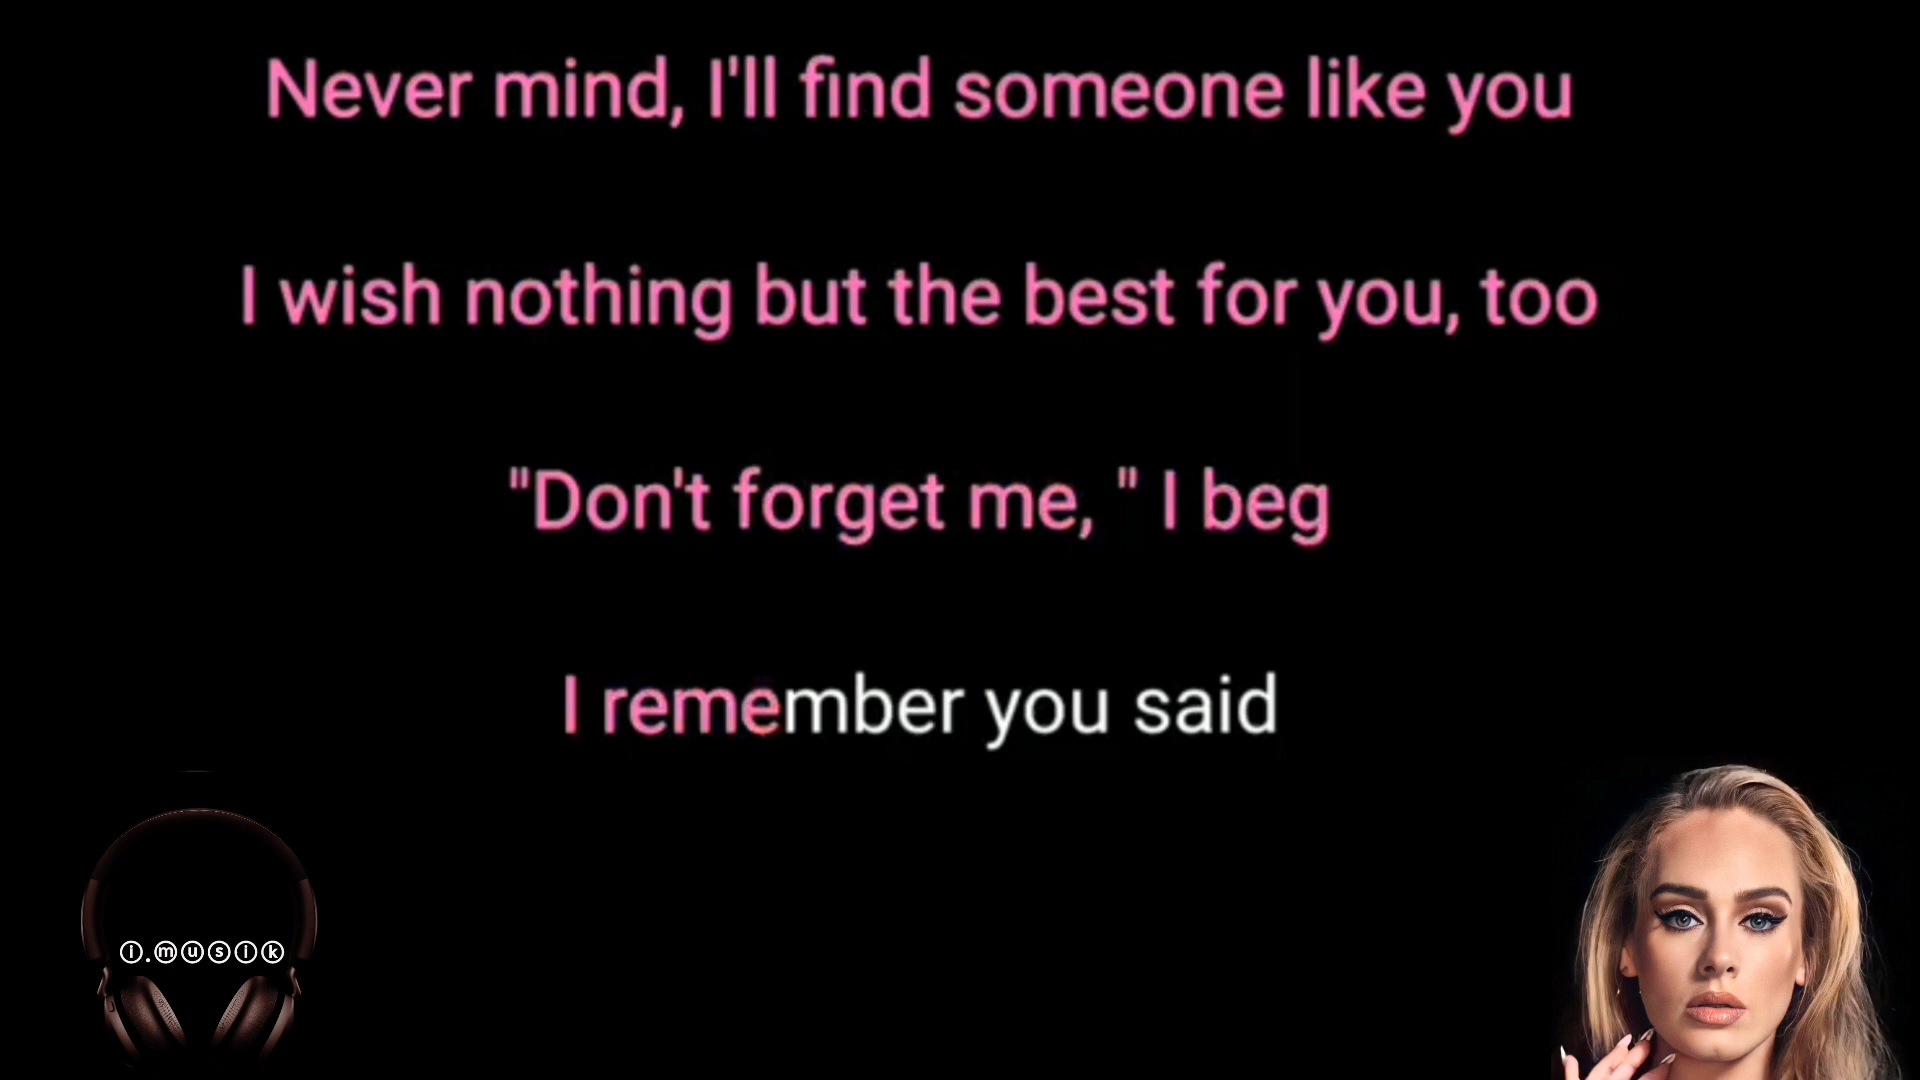 Never mind, I'll find someone like you
I wish nothing but the best for you, too
"Don't forget me, " I beg
I remember you said
i.musik